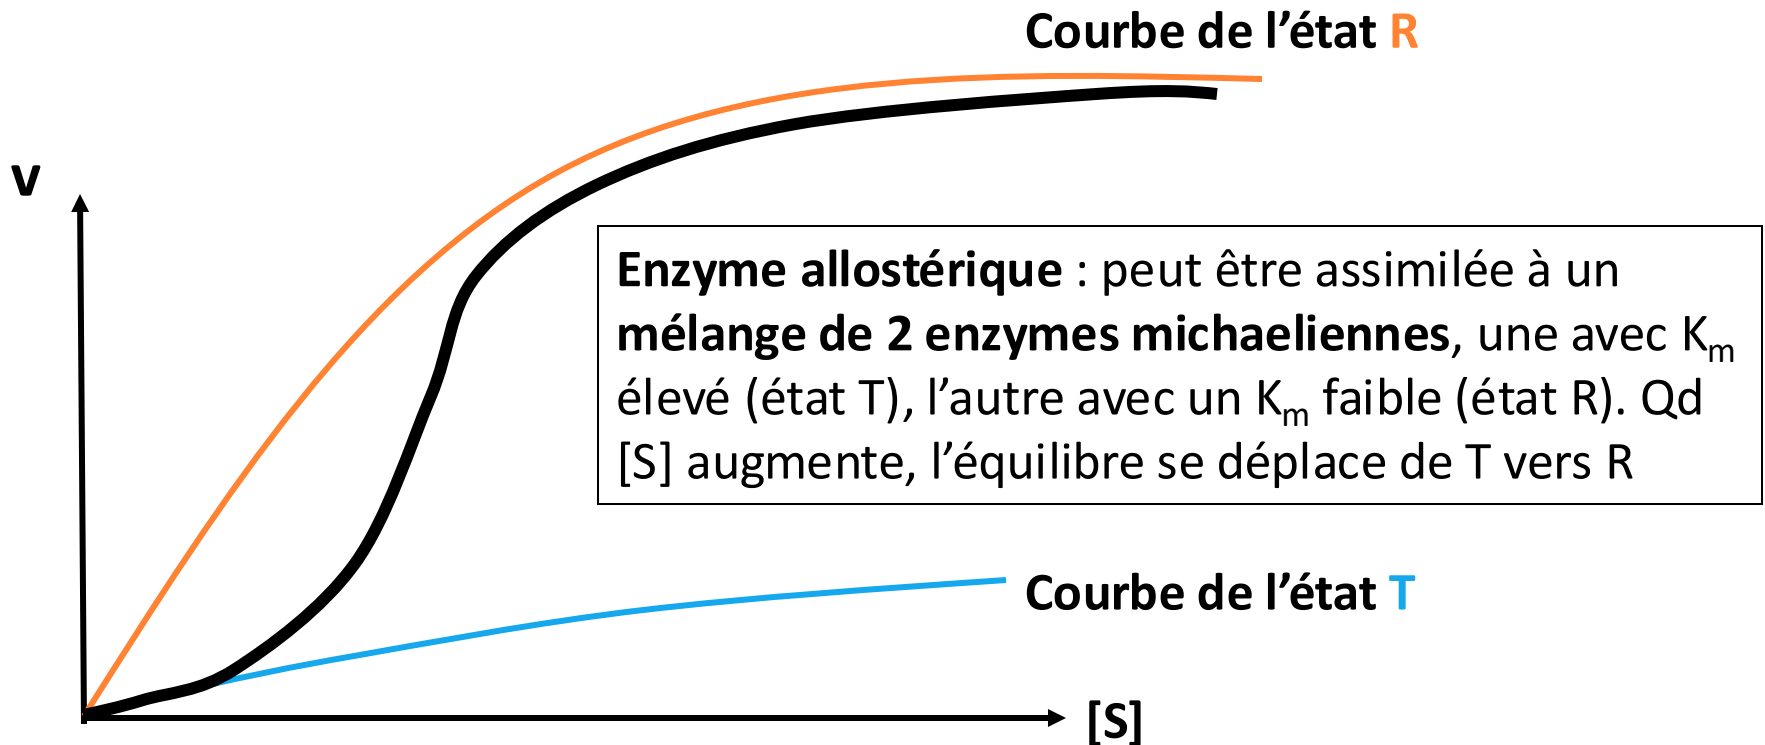 Courbe de l’état R
v
Enzyme allostérique : peut être assimilée à un
mélange de 2 enzymes michaeliennes, une avec Km
élevé (état T), l’autre avec un Km faible (état R). Qd
[S] augmente, l’équilibre se déplace de T vers R
Courbe de l’état T
[S]